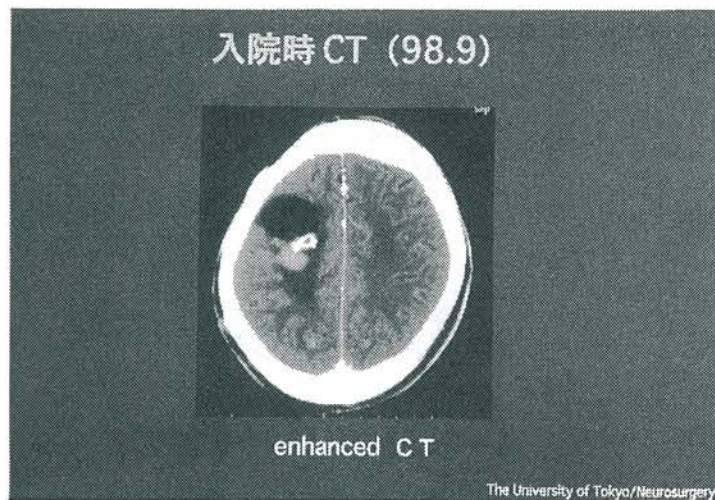 入院時 CT (98.9)
enhanced CT
The University of Tokyo/Neurosurgery